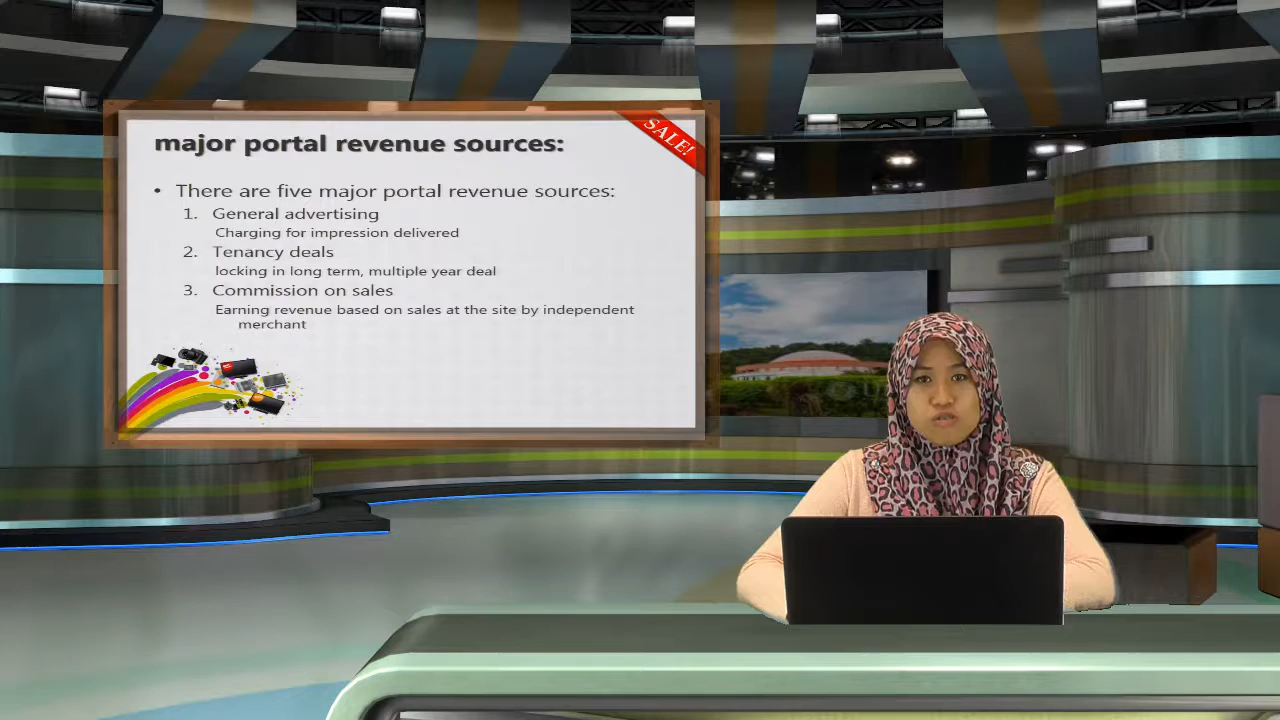 major portal revenue sources:
SALE!
• There are five major portal revenue sources:
1. General advertising
Charging for impression delivered
2. Tenancy deals
locking in long term, multiple year deal
3. Commission on sales
Earning revenue based on sales at the site by independent
merchant